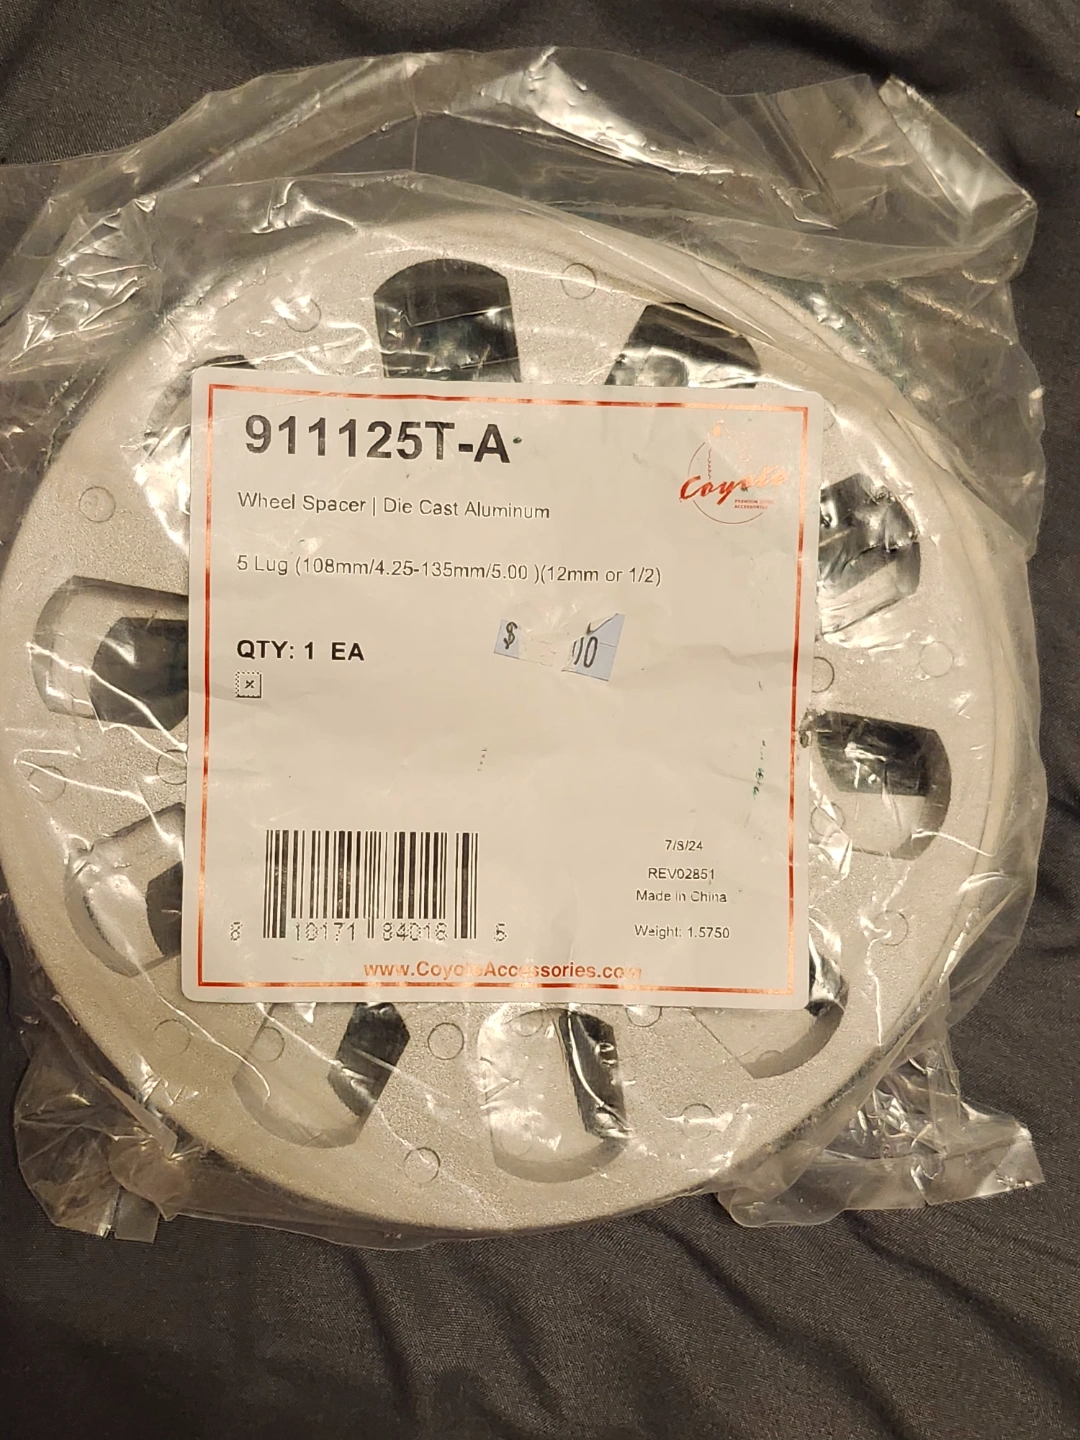 911125T-A
Coyote
Wheel Spacer | Die Cast Aluminum
5 Lug (108mm/4.25-135mm/5.00 )(12mm or 1/2)
$ 00
QTY: 1 EA
7/8/24
REV02851
Made in China
Weight: 1.5750
8 10171 84016 5
www.CoyoteAccessories.com